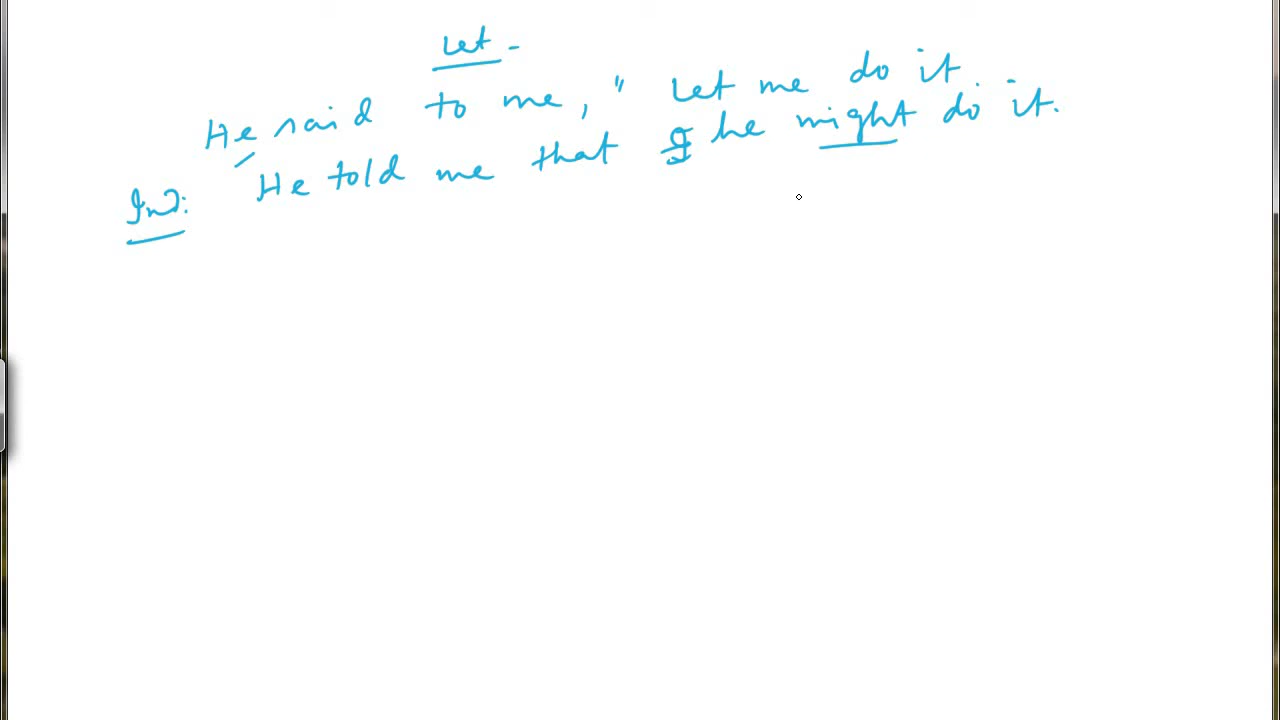 Let -
He said to me, " Let me do it.
Ind: He told me that he might do it.